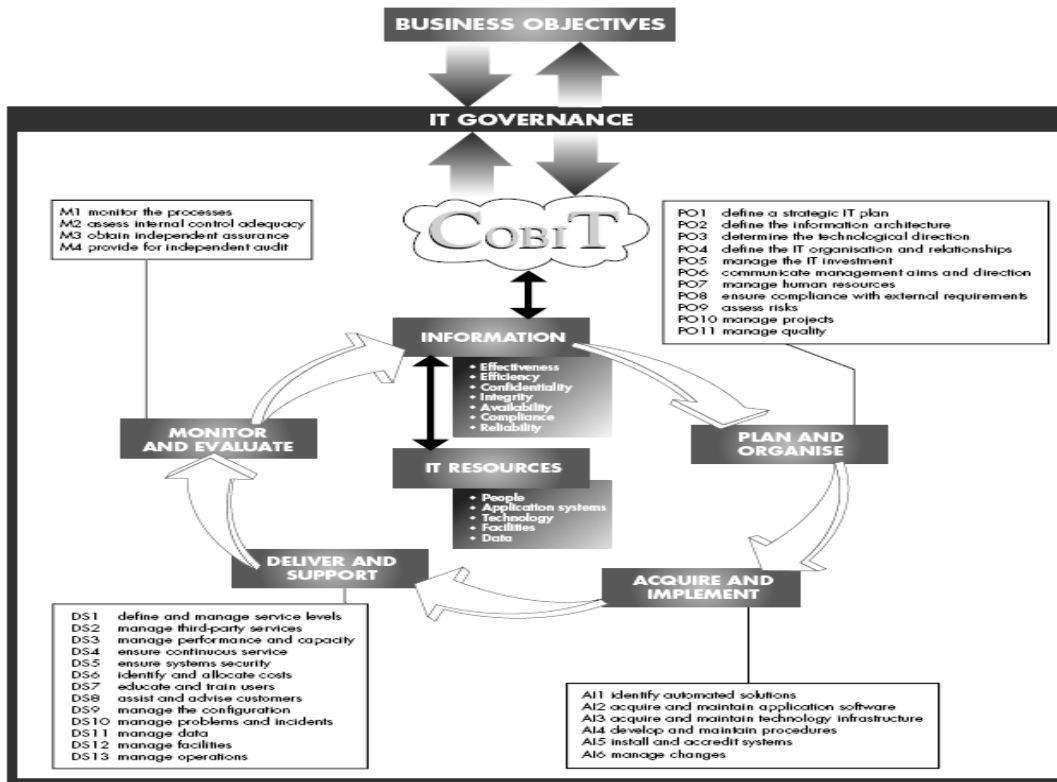 BUSINESS OBJECTIVES
IT GOVERNANCE
COBIT
M1 monitor the processes
M2 assess internal control adequacy
M3 obtain independent assurance
M4 provide for independent audit
PO1 define a strategic IT plan
PO2 define the information architecture
PO3 determine the technological direction
PO4 define the IT organisation and relationships
PO5 manage the IT investment
PO6 communicate management aims and direction
PO7 manage human resources
PO8 ensure compliance with external requirements
PO9 assess risks
PO10 manage projects
PO11 manage quality
INFORMATION
• Effectiveness
• Efficiency
• Confidentiality
• Integrity
• Availability
• Compliance
• Reliability
MONITOR
AND EVALUATE
PLAN AND
ORGANISE
IT RESOURCES
• People
• Application systems
• Technology
• Facilities
• Data
DELIVER AND
SUPPORT
ACQUIRE AND
IMPLEMENT
DS1 define and manage service levels
DS2 manage third-party services
DS3 manage performance and capacity
DS4 ensure continuous service
DS5 ensure systems security
DS6 identify and allocate costs
DS7 educate and train users
DS8 assist and advise customers
DS9 manage the configuration
DS10 manage problems and incidents
DS11 manage data
DS12 manage facilities
DS13 manage operations
AI1 identify automated solutions
AI2 acquire and maintain application software
AI3 acquire and maintain technology infrastructure
AI4 develop and maintain procedures
AI5 install and accredit systems
AI6 manage changes